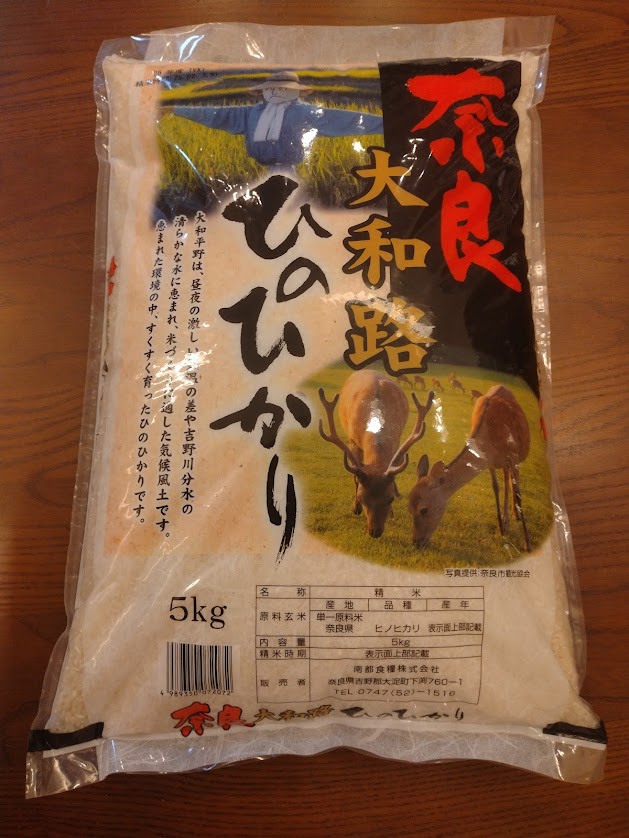 奈良
大和路
ひのひかり
大和平野は、昼夜の激しい
の差や吉野川分水の
清らかな水に恵まれ、米づ
適した気候風土です。
恵まれた環境の中、すくすく育ったひのひかりです。
写真提供:奈良市観光協会
5kg
名称 精米
産地 品種 産年
原料玄米 単一原料米
奈良県 ヒノヒカリ 表示面上部記載
内容量 5kg
精米時期 表示面上部記載
販売者 南都食糧株式会社
奈良県吉野郡大淀町下渕760-1
TEL 0747(52)-1516
4 989350 072072
奈良 大和路 ひのひかり